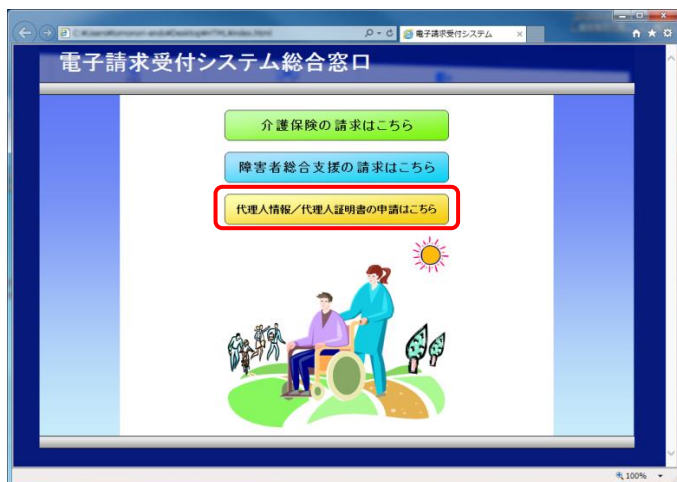 電子請求受付システム
電子請求受付システム総合窓口
介護保険の請求はこちら
障害者総合支援の請求はこちら
代理人情報／代理人証明書の申請はこちら
100%